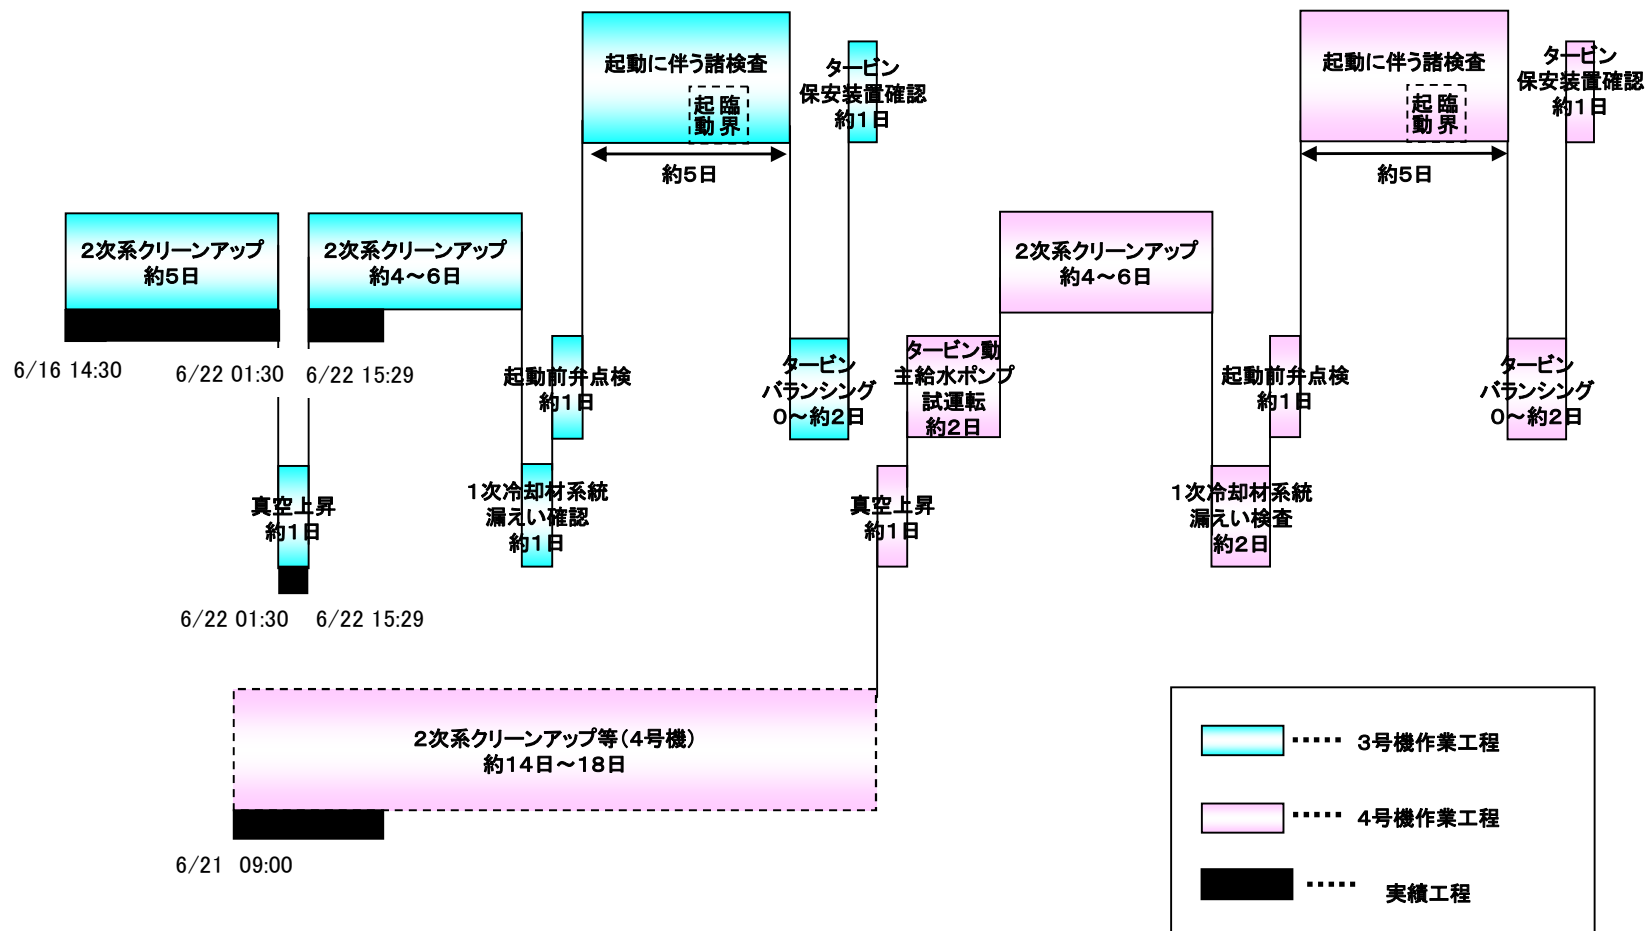 起動に伴う諸検査
起 臨
動 界
約5日
タービン
保安装置確認
約1日
起動に伴う諸検査
起 臨
動 界
約5日
タービン
保安装置確認
約1日
2次系クリーンアップ
約5日
6/16 14:30
6/22 01:30
2次系クリーンアップ
約4～6日
6/22 15:29
2次系クリーンアップ
約4～6日
起動前弁点検
約1日
タービン
バランシング
0～約2日
タービン動
主給水ポンプ
試運転
約2日
起動前弁点検
約1日
タービン
バランシング
0～約2日
真空上昇
約1日
6/22 01:30
6/22 15:29
1次冷却材系統
漏えい確認
約1日
真空上昇
約1日
1次冷却材系統
漏えい検査
約2日
2次系クリーンアップ等(4号機)
約14日～18日
6/21 09:00
‥‥‥ 3号機作業工程
‥‥‥ 4号機作業工程
‥‥‥ 実績工程